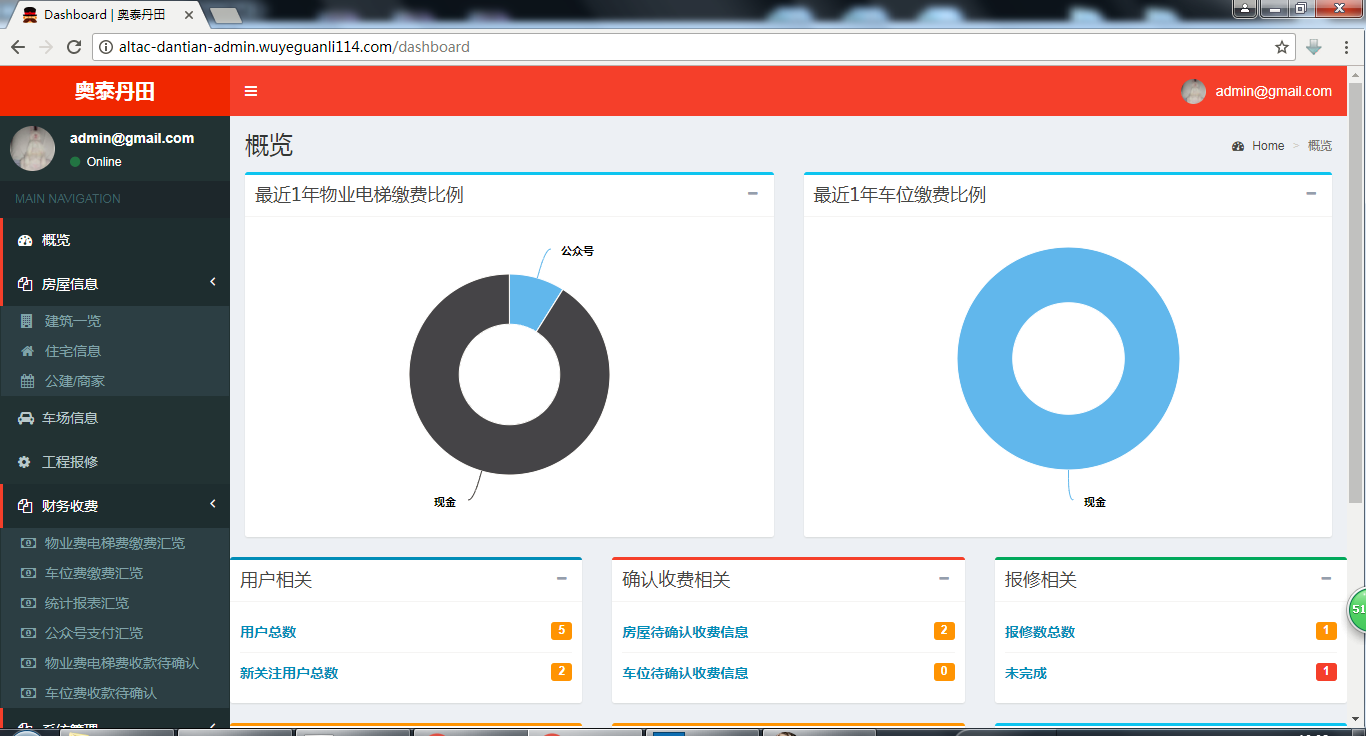 Dashboard | 奥泰丹田
altac-dantian-admin.wuyeguanli114.com/dashboard
奥泰丹田
admin@gmail.com
admin@gmail.com
Online
MAIN NAVIGATION
概览
房屋信息
建筑一览
住宅信息
公建/商家
车场信息
工程报修
财务收费
物业费电梯费缴费汇览
车位费缴费汇览
统计报表汇览
公众号支付汇览
物业费电梯费收款待确认
车位费收款待确认
系统管理
概览
Home > 概览
最近1年物业电梯缴费比例
公众号
现金
最近1年车位缴费比例
现金
用户相关
用户总数 5
新关注用户总数 2
确认收费相关
房屋待确认收费信息 2
车位待确认收费信息 0
报修相关
报修数总数 1
未完成 1
51